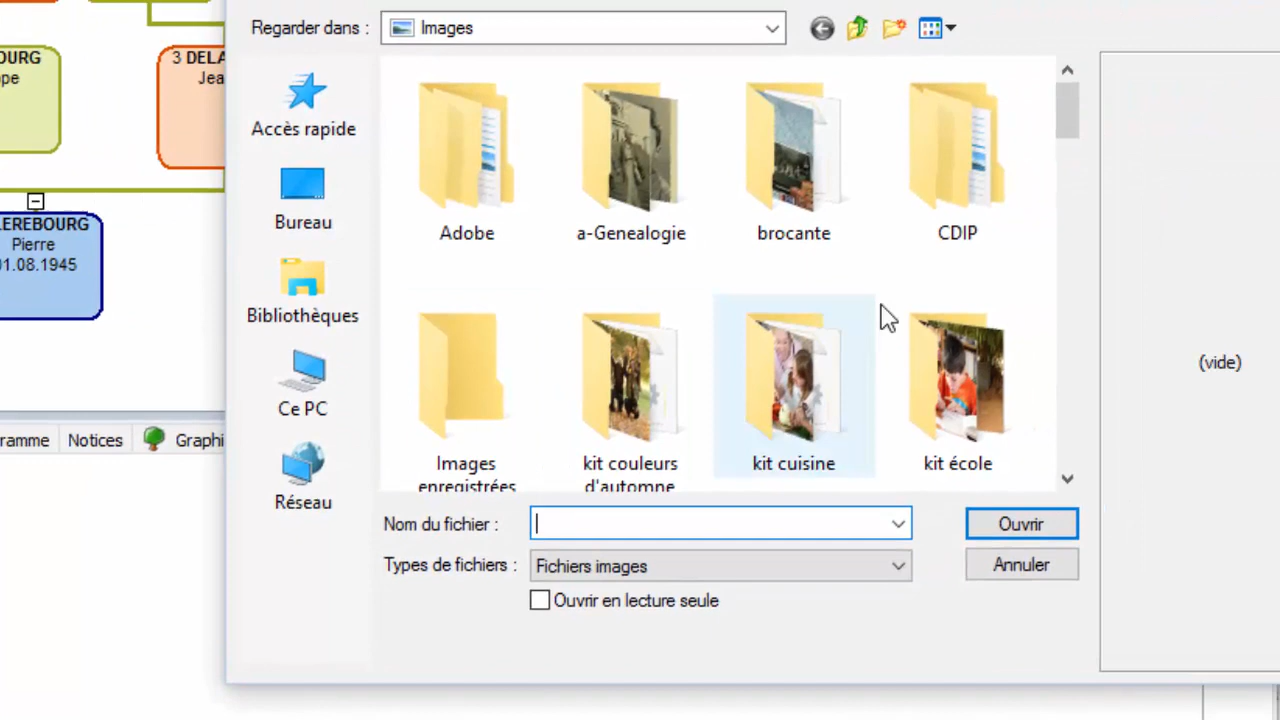 OURG
pe
3 DELA
Jea
LEREBOURG
Pierre
01.08.1945
ramme
Notices
Graphi
Regarder dans :
Images
Accès rapide
Bureau
Bibliothèques
Ce PC
Réseau
Adobe
a-Genealogie
brocante
CDIP
Images
enregistrées
kit couleurs
d'automne
kit cuisine
kit école
Nom du fichier :
Ouvrir
Types de fichiers :
Fichiers images
Annuler
Ouvrir en lecture seule
(vide)